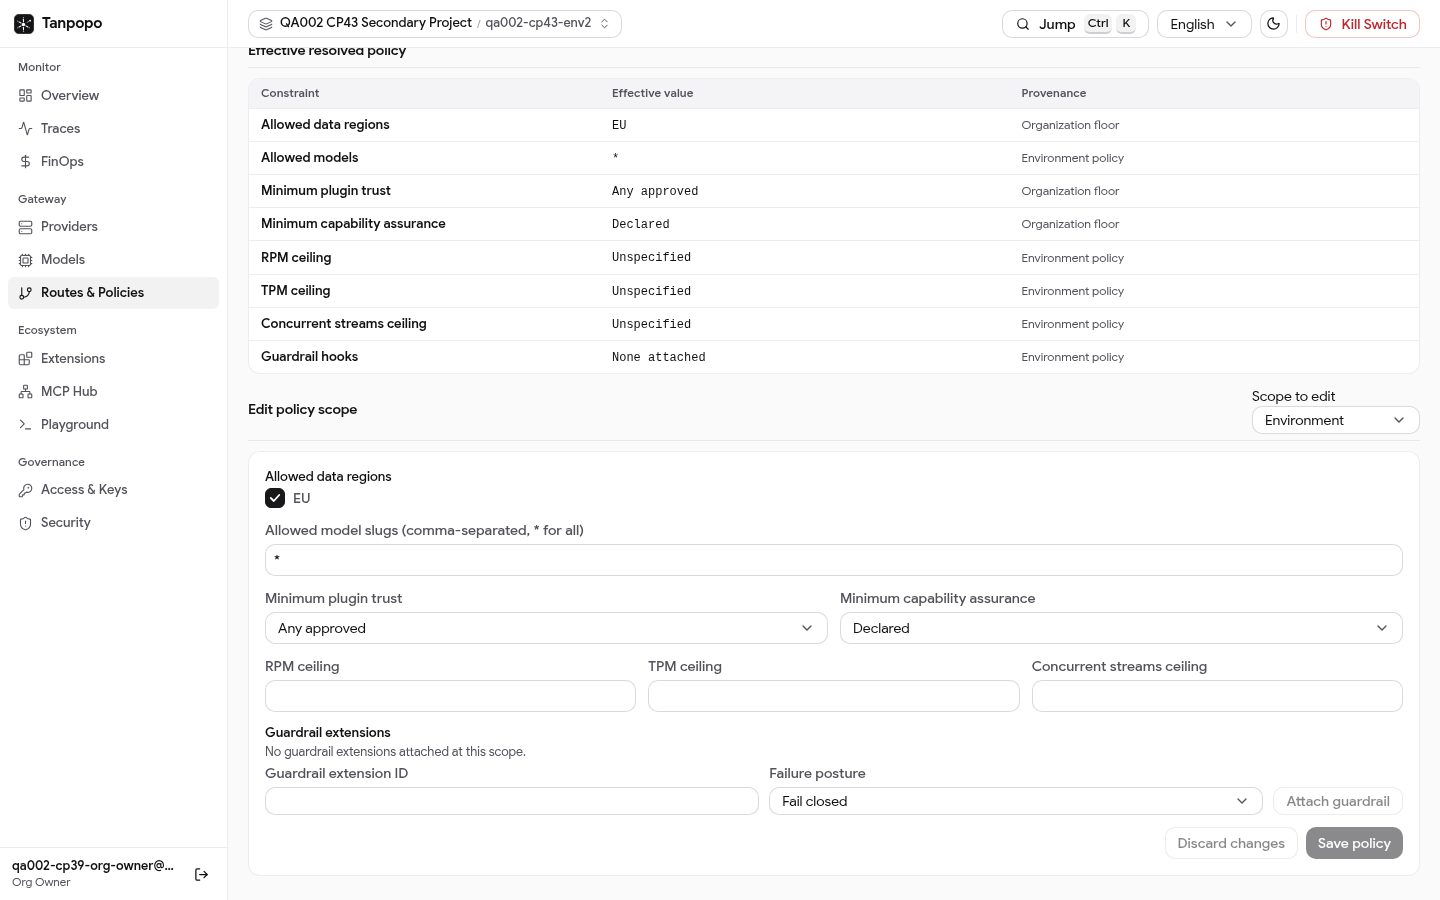 Tanpopo
QA002 CP43 Secondary Project / qa002-cp43-env2
Jump Ctrl K
English
Kill Switch
Monitor
Overview
Traces
FinOps
Gateway
Providers
Models
Routes & Policies
Ecosystem
Extensions
MCP Hub
Playground
Governance
Access & Keys
Security
qa002-cp39-org-owner@...
Org Owner
Effective resolved policy
Constraint Effective value Provenance
Allowed data regions EU Organization floor
Allowed models * Environment policy
Minimum plugin trust Any approved Organization floor
Minimum capability assurance Declared Organization floor
RPM ceiling Unspecified Environment policy
TPM ceiling Unspecified Environment policy
Concurrent streams ceiling Unspecified Environment policy
Guardrail hooks None attached Environment policy
Edit policy scope
Scope to edit
Environment
Allowed data regions
EU
Allowed model slugs (comma-separated, * for all)
*
Minimum plugin trust Minimum capability assurance
Any approved Declared
RPM ceiling TPM ceiling Concurrent streams ceiling
Guardrail extensions
No guardrail extensions attached at this scope.
Guardrail extension ID Failure posture
Fail closed Attach guardrail
Discard changes Save policy